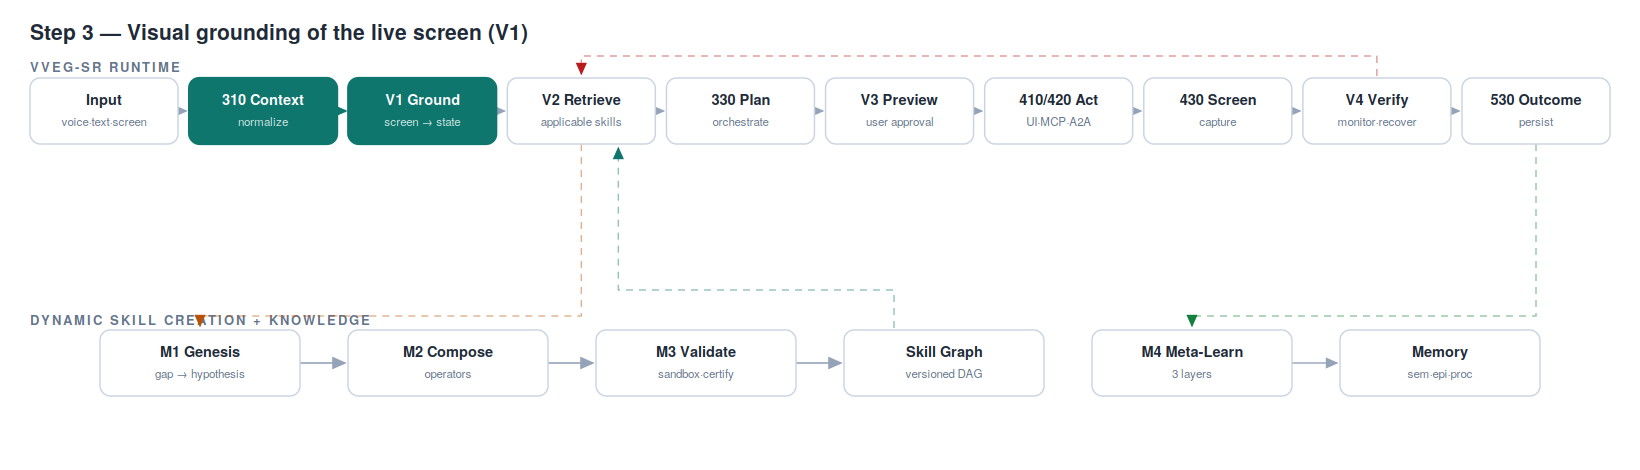 Step 3 — Visual grounding of the live screen (V1)
VVEG-SR RUNTIME
Input
voice·text·screen
310 Context
normalize
V1 Ground
screen → state
V2 Retrieve
applicable skills
330 Plan
orchestrate
V3 Preview
user approval
410/420 Act
UI·MCP·A2A
430 Screen
capture
V4 Verify
monitor·recover
530 Outcome
persist
DYNAMIC SKILL CREATION + KNOWLEDGE
M1 Genesis
gap → hypothesis
M2 Compose
operators
M3 Validate
sandbox·certify
Skill Graph
versioned DAG
M4 Meta-Learn
3 layers
Memory
sem·epi·proc